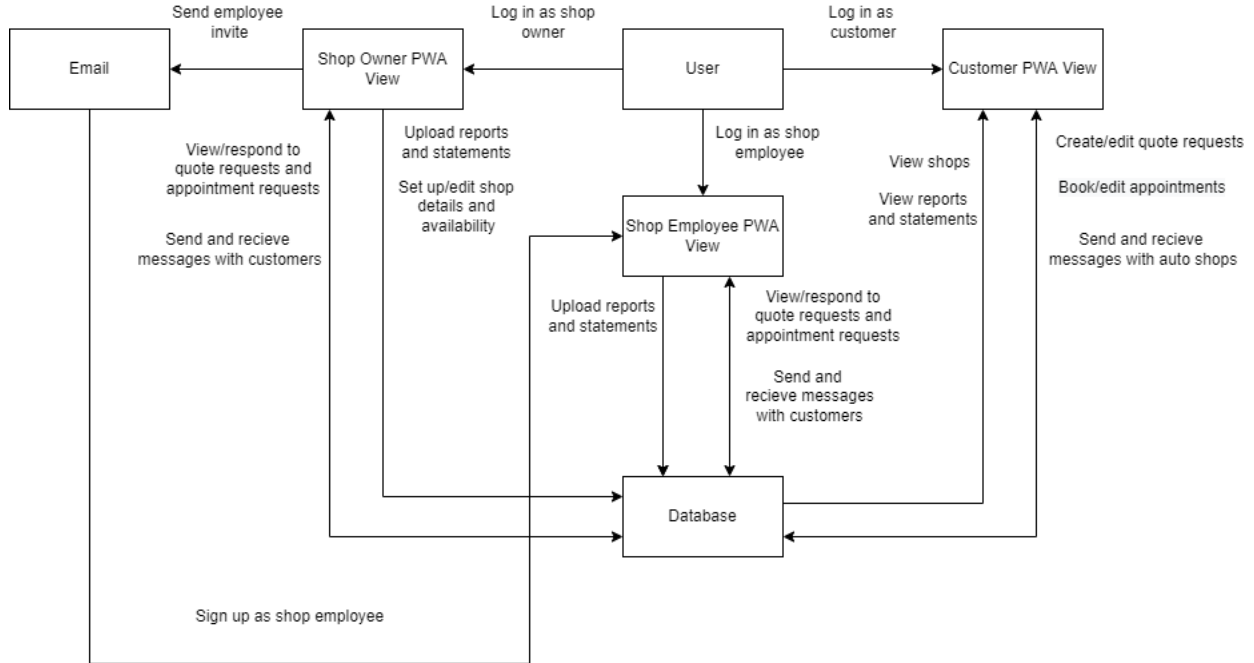 Send employee
invite
Log in as shop
owner
Log in as
customer
Email
Shop Owner PWA
View
User
Customer PWA View
View/respond to
quote requests and
appointment requests
Send and recieve
messages with customers
Upload reports
and statements
Set up/edit shop
details and
availability
Log in as shop
employee
View shops
View reports
and statements
Create/edit quote requests
Book/edit appointments
Send and recieve
messages with auto shops
Shop Employee PWA
View
Upload reports
and statements
View/respond to
quote requests and
appointment requests
Send and
recieve messages
with customers
Database
Sign up as shop employee